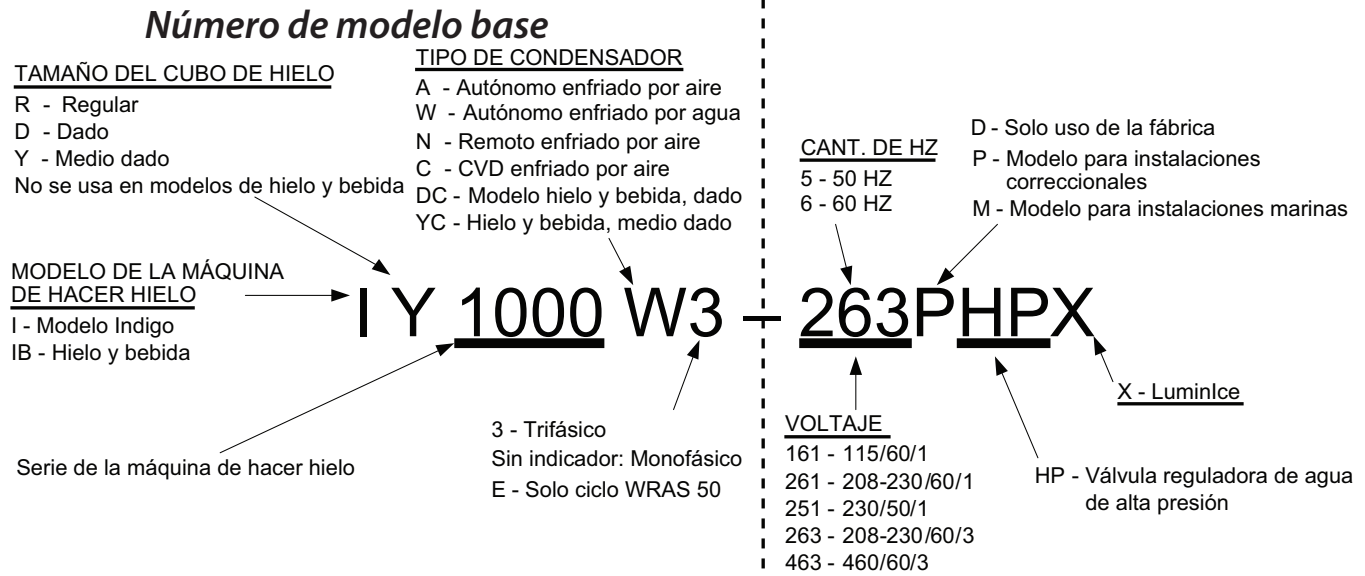 Número de modelo base
TAMAÑO DEL CUBO DE HIELO
R - Regular
D - Dado
Y - Medio dado
No se usa en modelos de hielo y bebida
TIPO DE CONDENSADOR
A - Autónomo enfriado por aire
W - Autónomo enfriado por agua
N - Remoto enfriado por aire
C - CVD enfriado por aire
DC - Modelo hielo y bebida, dado
YC - Hielo y bebida, medio dado
CANT. DE HZ
5 - 50 HZ
6 - 60 HZ
D - Solo uso de la fábrica
P - Modelo para instalaciones
correccionales
M - Modelo para instalaciones marinas
MODELO DE LA MÁQUINA
DE HACER HIELO
I - Modelo Indigo
IB - Hielo y bebida
I Y 1000 W3 – 263PHPX
Serie de la máquina de hacer hielo
3 - Trifásico
Sin indicador: Monofásico
E - Solo ciclo WRAS 50
VOLTAJE
161 - 115/60/1
261 - 208-230/60/1
251 - 230/50/1
263 - 208-230/60/3
463 - 460/60/3
X - LuminIce
HP - Válvula reguladora de agua
de alta presión